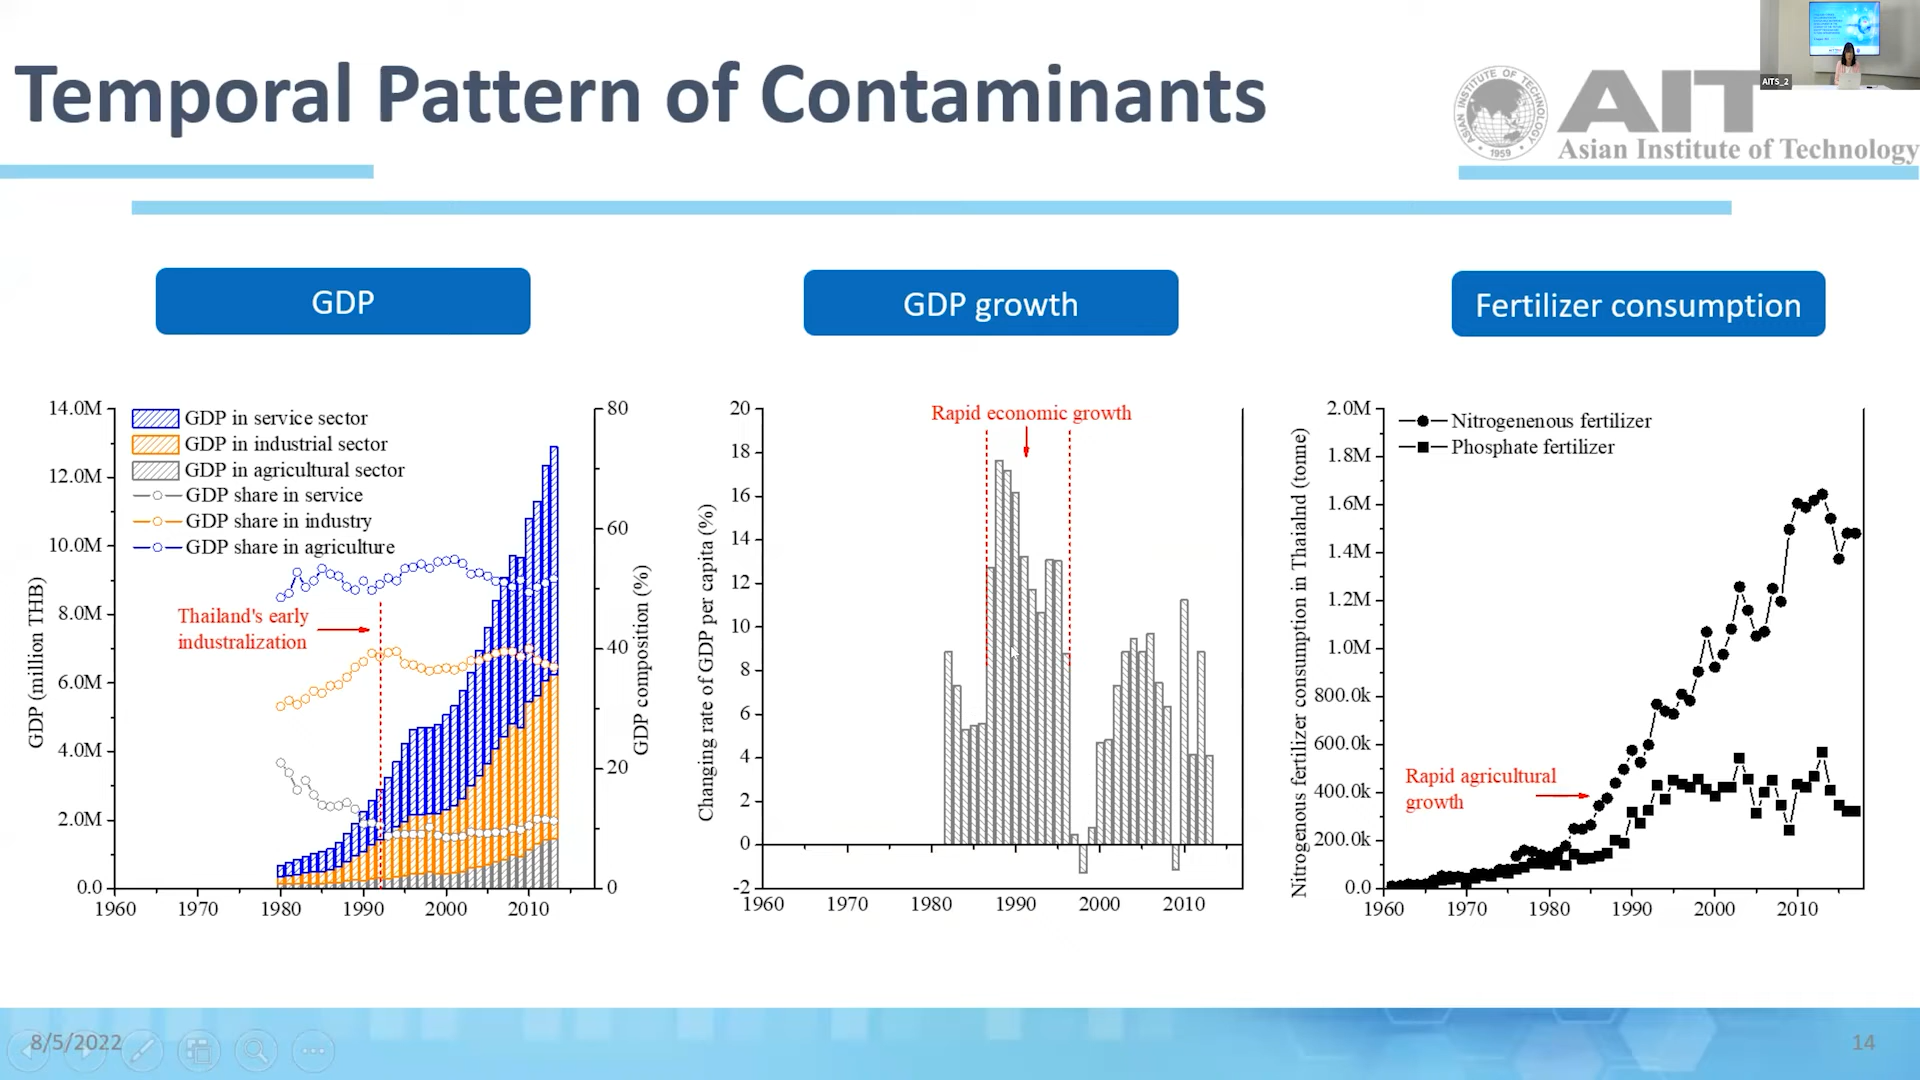 Temporal Pattern of Contaminants
AITS_2
ASIAN INSTITUTE OF TECHNOLOGY
1959
AIT
Asian Institute of Technology
GDP
GDP growth
Fertilizer consumption
14.0M
12.0M
10.0M
8.0M
6.0M
4.0M
2.0M
0.0
GDP (million THB)
GDP in service sector
GDP in industrial sector
GDP in agricultural sector
GDP share in service
GDP share in industry
GDP share in agriculture
Thailand's early
industralization
80
60
40
20
0
GDP composition (%)
1960 1970 1980 1990 2000 2010
20
18
16
14
12
10
8
6
4
2
0
-2
Changing rate of GDP per capita (%)
Rapid economic growth
1960 1970 1980 1990 2000 2010
2.0M
1.8M
1.6M
1.4M
1.2M
1.0M
800.0k
600.0k
400.0k
200.0k
0.0
Nitrogenous fertilizer consumption in Thaialnd (tonne)
Nitrogenenous fertilizer
Phosphate fertilizer
Rapid agricultural
growth
1960 1970 1980 1990 2000 2010
8/5/2022
14